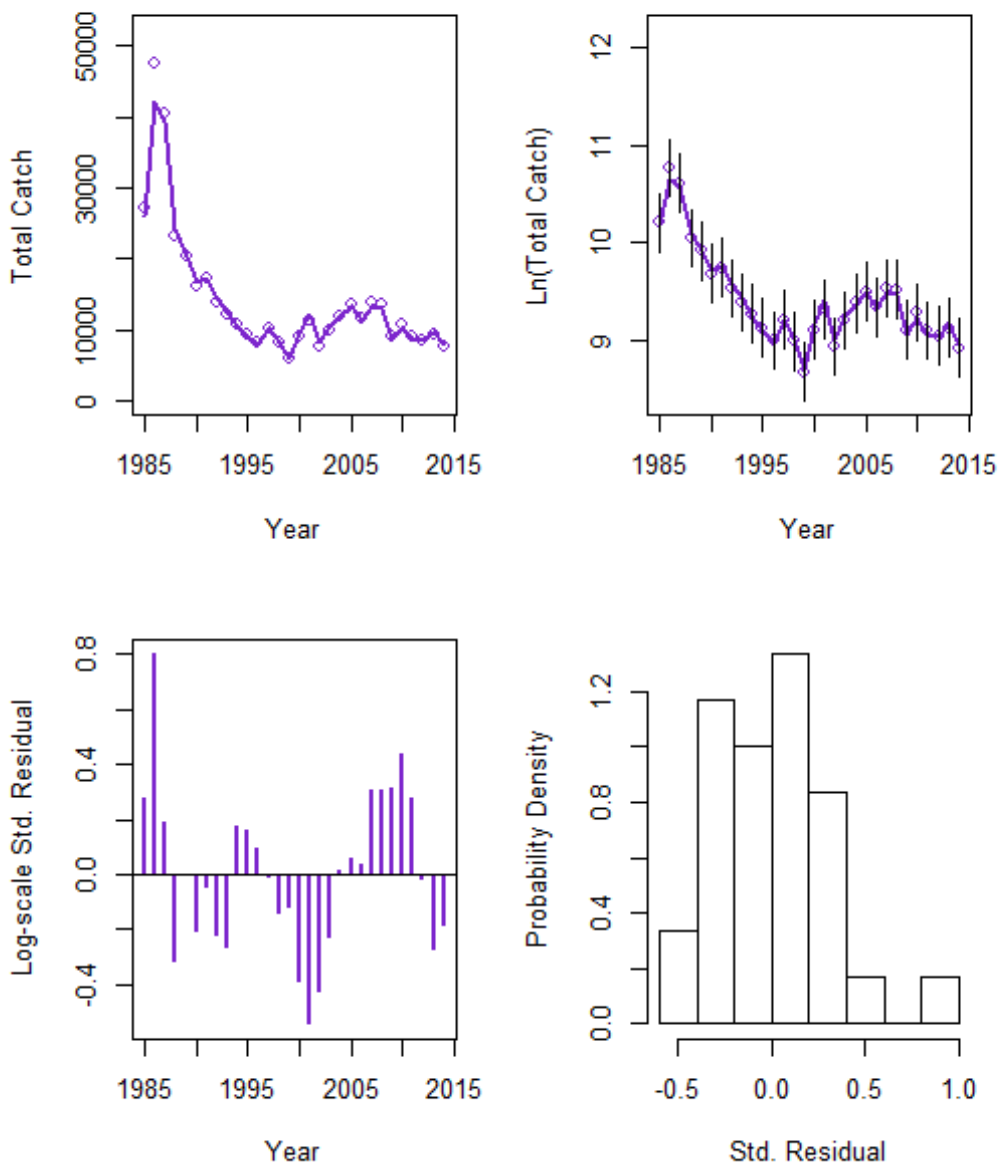 50000
30000
10000
0
Total Catch
1985 1995 2005 2015
Year
12
11
10
9
Ln(Total Catch)
1985 1995 2005 2015
Year
0.8
0.4
0.0
-0.4
Log-scale Std. Residual
1985 1995 2005 2015
Year
1.2
0.8
0.4
0.0
Probability Density
-0.5 0.0 0.5 1.0
Std. Residual